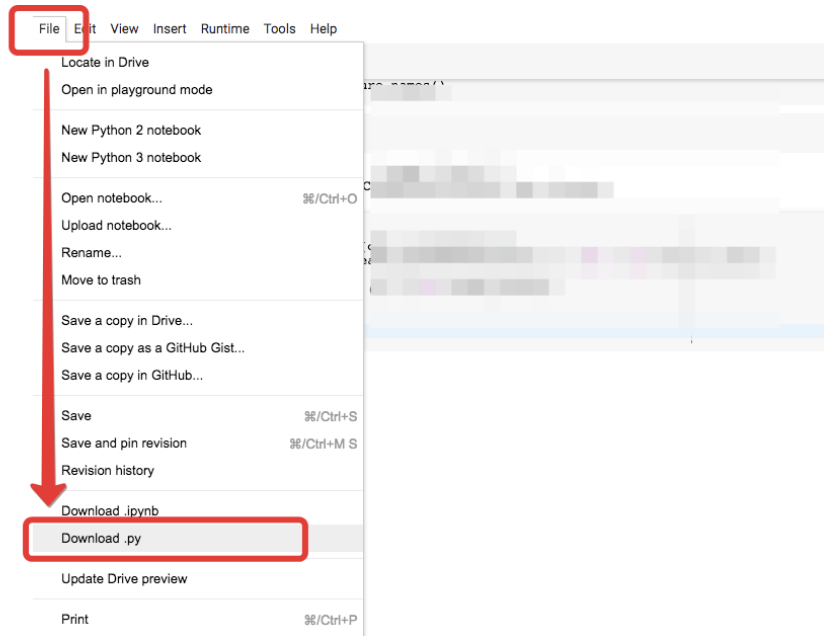 File Edit View Insert Runtime Tools Help
Locate in Drive
Open in playground mode
New Python 2 notebook
New Python 3 notebook
Open notebook... ⌘/Ctrl+O
Upload notebook...
Rename...
Move to trash
Save a copy in Drive...
Save a copy as a GitHub Gist...
Save a copy in GitHub...
Save ⌘/Ctrl+S
Save and pin revision ⌘/Ctrl+M S
Revision history
Download .ipynb
Download .py
Update Drive preview
Print ⌘/Ctrl+P